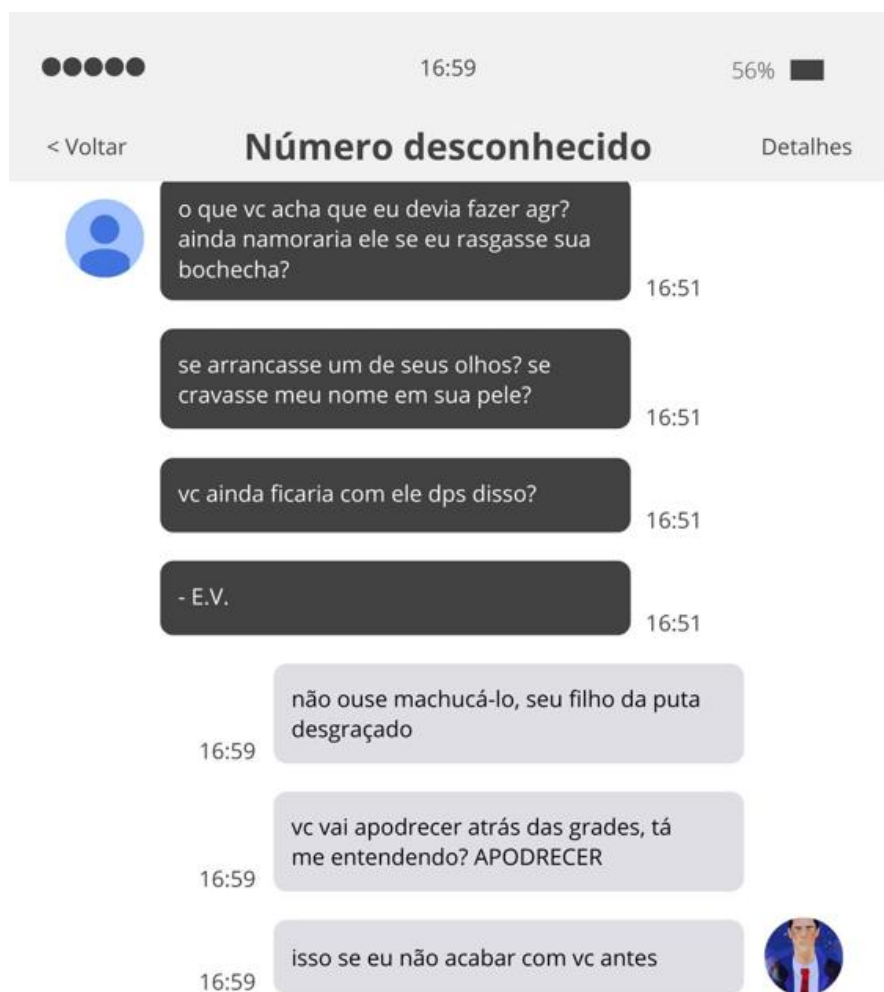 16:59
56%
< Voltar
Número desconhecido
Detalhes
o que vc acha que eu devia fazer agr?
ainda namoraria ele se eu rasgasse sua
bochecha?
16:51
se arrancasse um de seus olhos? se
cravasse meu nome em sua pele?
16:51
vc ainda ficaria com ele dps disso?
16:51
- E.V.
16:51
não ouse machucá-lo, seu filho da puta
desgraçado
16:59
vc vai apodrecer atrás das grades, tá
me entendendo? APODRECER
16:59
isso se eu não acabar com vc antes
16:59